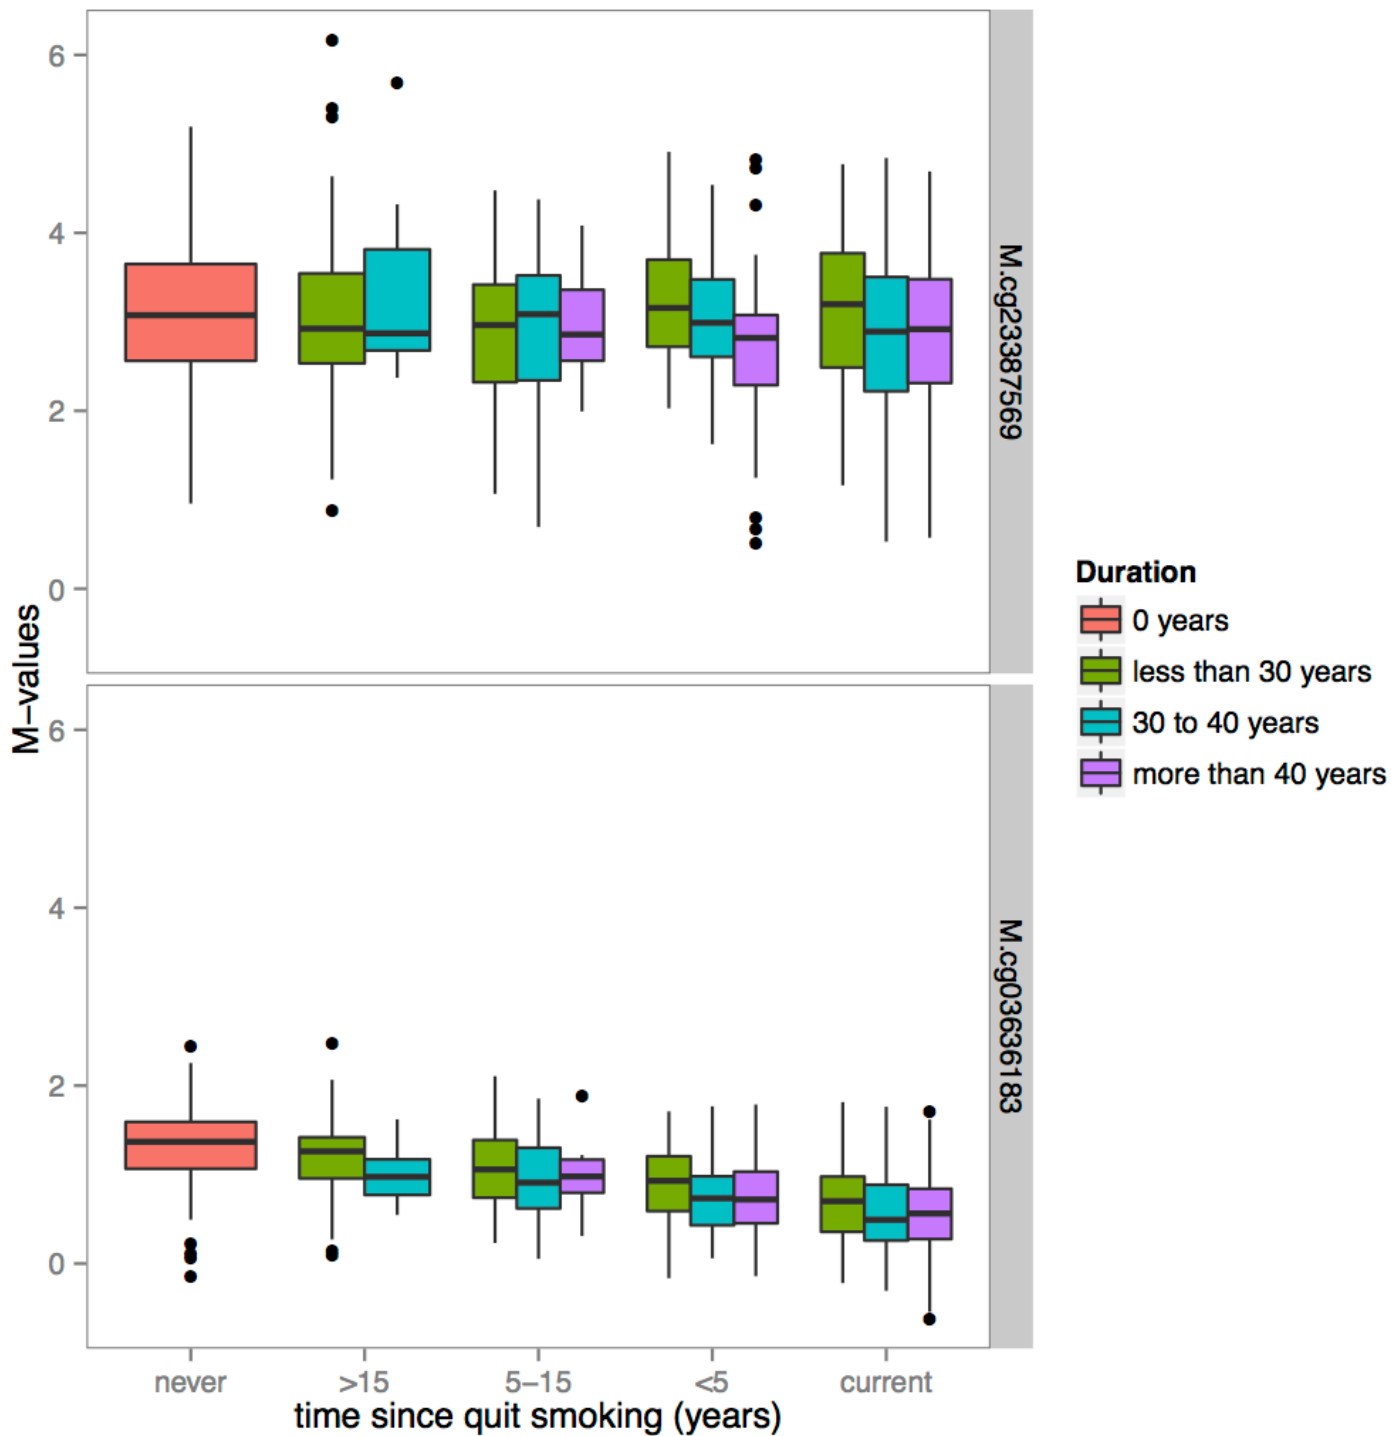 6
4
2
0
M.cg23387569
M−values
6
4
2
0
M.cg03636183
never
>15
5−15
<5
current
time since quit smoking (years)
Duration
0 years
less than 30 years
30 to 40 years
more than 40 years